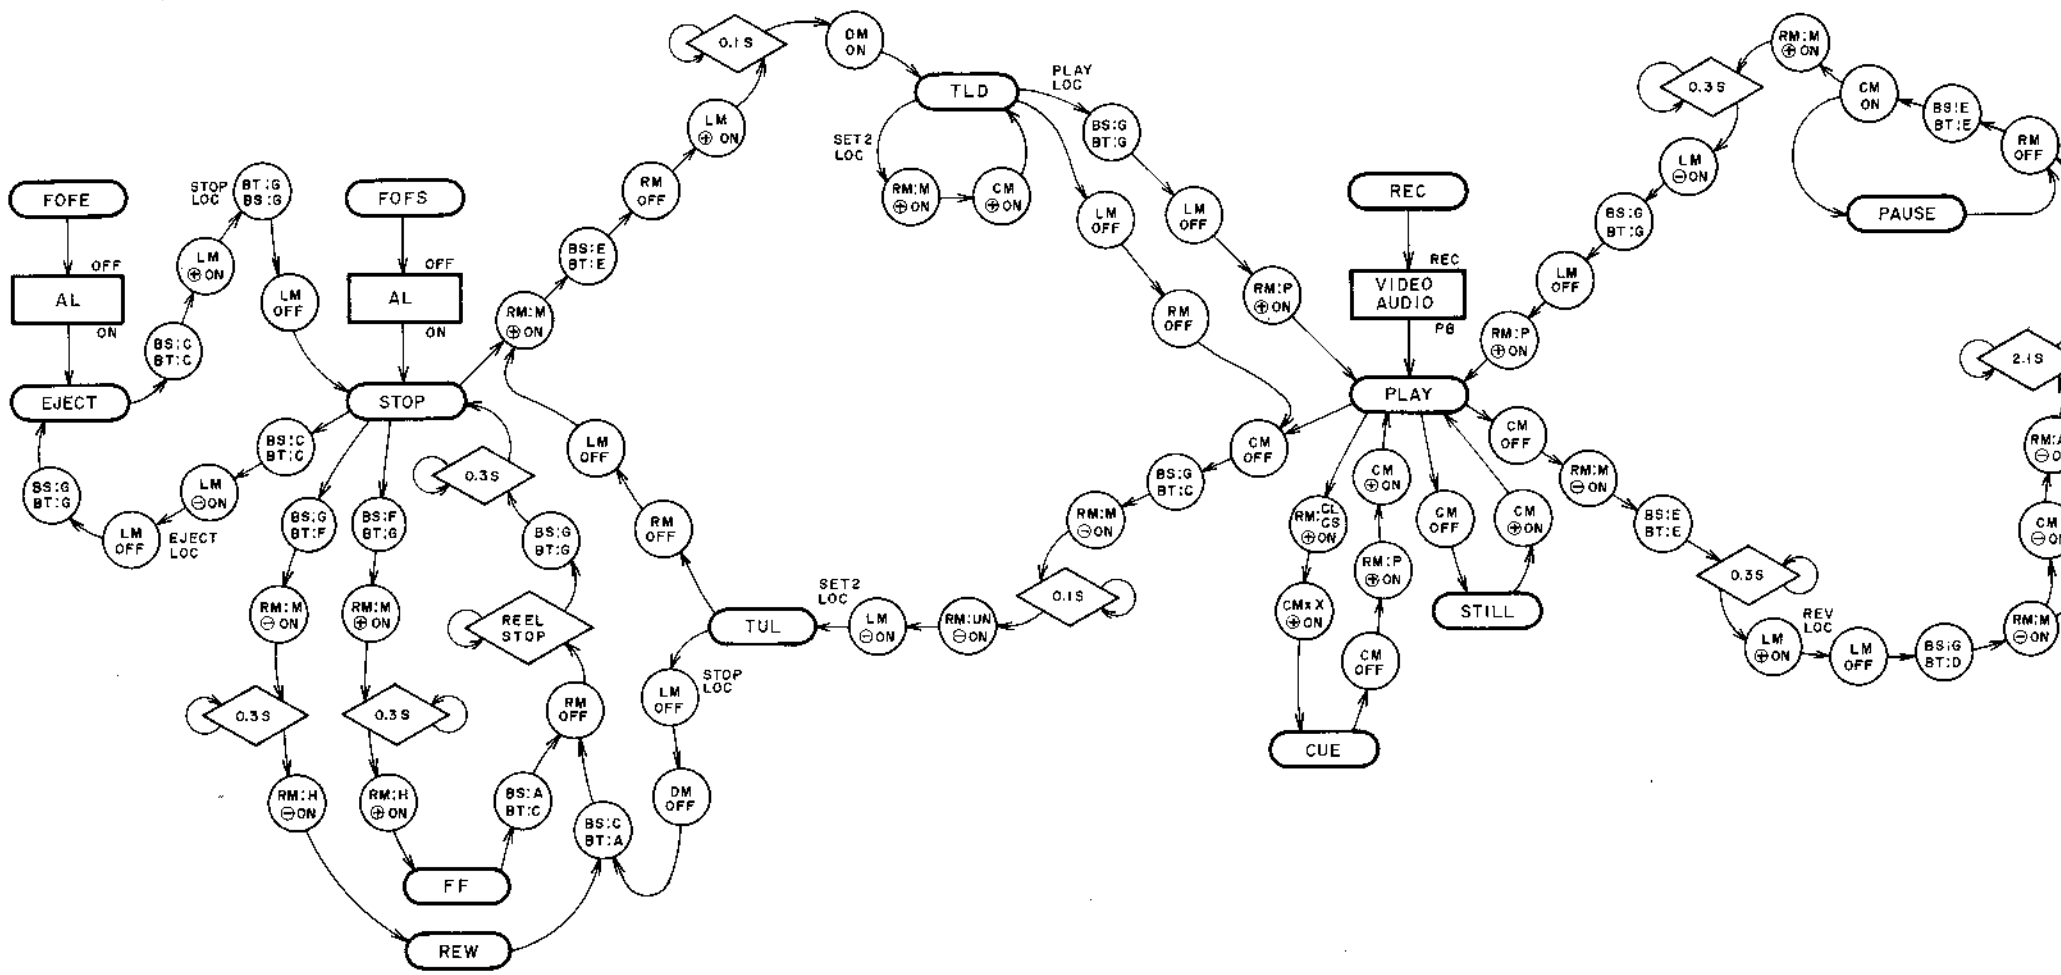 FOFE
OFF
AL
ON
EJECT
BS:C
BT:C
LM
⊕ON
STOP
LOC
BT:G
BS:G
LM
OFF
FOFS
OFF
AL
ON
STOP
BS:C
BT:C
LM
⊖ON
EJECT
LOC
LM
OFF
BS:G
BT:G
BS:G
BT:F
RM:M
⊖ON
0.3S
RM:H
⊖ON
REW
BS:F
BT:G
RM:M
⊕ON
0.3S
RM:H
⊕ON
FF
BS:A
BT:C
BS:C
BT:A
RM
OFF
REEL
STOP
BS:G
BT:G
0.3S
RM:M
⊕ON
BS:E
BT:E
RM
OFF
LM
⊕ON
0.1S
DM
ON
TLD
SET2
LOC
RM:M
⊕ON
CM
⊕ON
PLAY
LOC
BS:G
BT:G
LM
OFF
RM:P
⊕ON
LM
OFF
RM
OFF
CM
OFF
BS:G
BT:C
RM:M
⊖ON
0.1S
RM:UN
⊖ON
LM
⊖ON
SET2
LOC
TUL
RM
OFF
LM
OFF
STOP
LOC
LM
OFF
DM
OFF
REC
REC
VIDEO
AUDIO
PB
PLAY
RM:CL
CS
⊕ON
CM×X
⊕ON
CUE
CM
OFF
RM:P
⊕ON
CM
⊕ON
CM
OFF
STILL
CM
⊕ON
CM
OFF
RM:M
⊖ON
BS:E
BT:E
0.3S
LM
⊕ON
REV
LOC
LM
OFF
BS:G
BT:D
RM:M
⊖ON
CM
⊖ON
2.1S
PAUSE
RM
OFF
BS:E
BT:E
CM
ON
RM:M
⊕ON
0.3S
LM
⊖ON
BS:G
BT:G
LM
OFF
RM:P
⊕ON